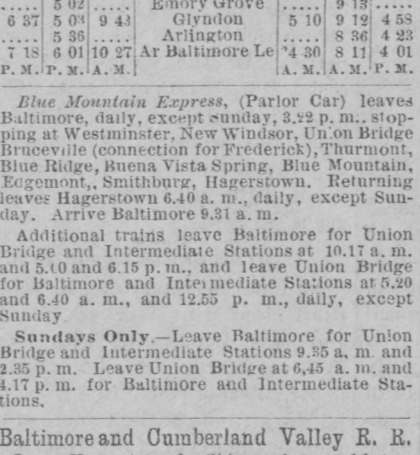 ..... 5 02 ..... Emory Grove ..... 9 13 .....
6 37 5 03 9 43 Glyndon 5 10 9 12 4 58
..... 5 36 ..... Arlington ..... 8 36 4 23
7 18 6 01 10 27 Ar Baltimore Le *4 30 8 11 4 01
P. M. P. M. A. M. A. M. A. M. P. M.
Blue Mountain Express, (Parlor Car) leaves
Baltimore, daily, except Sunday, 3.22 p. m., stop-
ping at Westminster, New Windsor, Union Bridge
Bruceville (connection for Frederick), Thurmont,
Blue Ridge, Buena Vista Spring, Blue Mountain,
Edgemont,, Smithburg, Hagerstown. Returning
leaves Hagerstown 6.40 a. m., daily, except Sun-
day. Arrive Baltimore 9.31 a. m.
Additional trains leave Baltimore for Union
Bridge and Intermediate Stations at 10.17 a. m.
and 5.10 and 6.15 p. m., and leave Union Bridge
for Baltimore and Intermediate Stations at 5.20
and 6.40 a. m., and 12.55 p. m., daily, except
Sunday
Sundays Only.—Leave Baltimore for Union
Bridge and Intermediate Stations 9.35 a, m. and
2.35 p. m. Leave Union Bridge at 6,45 a. m. and
4.17 p. m. for Baltimore and Intermediate Sta-
tions.
Baltimore and Cumberland Valley R. R.